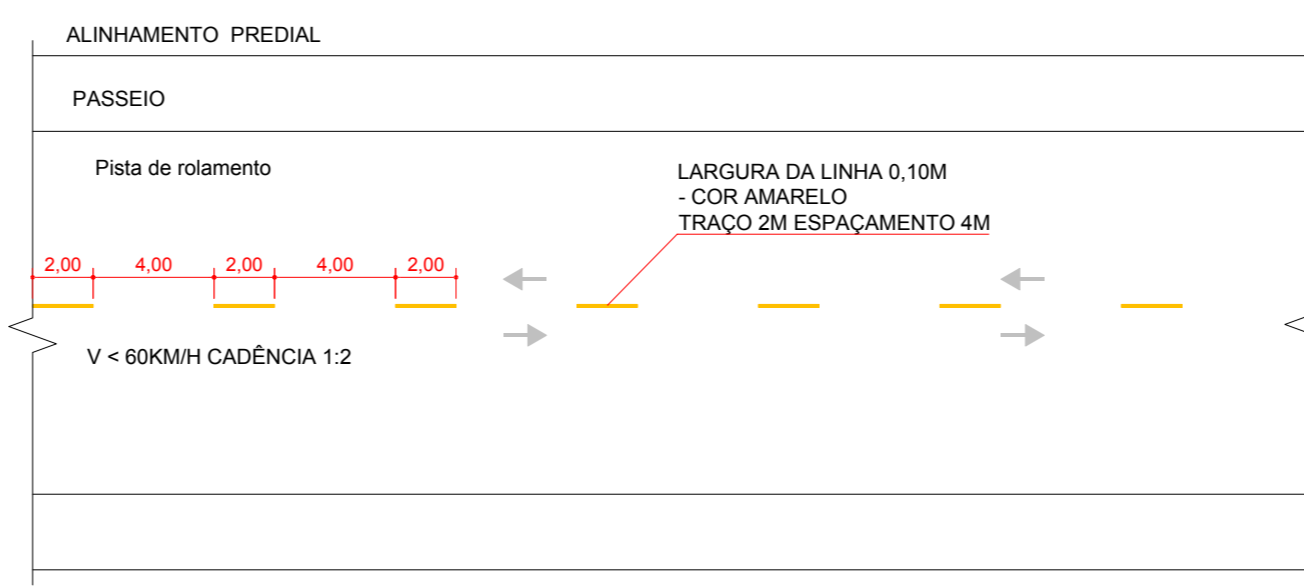 ALINHAMENTO PREDIAL
PASSEIO
Pista de rolamento
LARGURA DA LINHA 0,10M
- COR AMARELO
TRAÇO 2M ESPAÇAMENTO 4M
2,00 4,00 2,00 4,00 2,00
V < 60KM/H CADÊNCIA 1:2